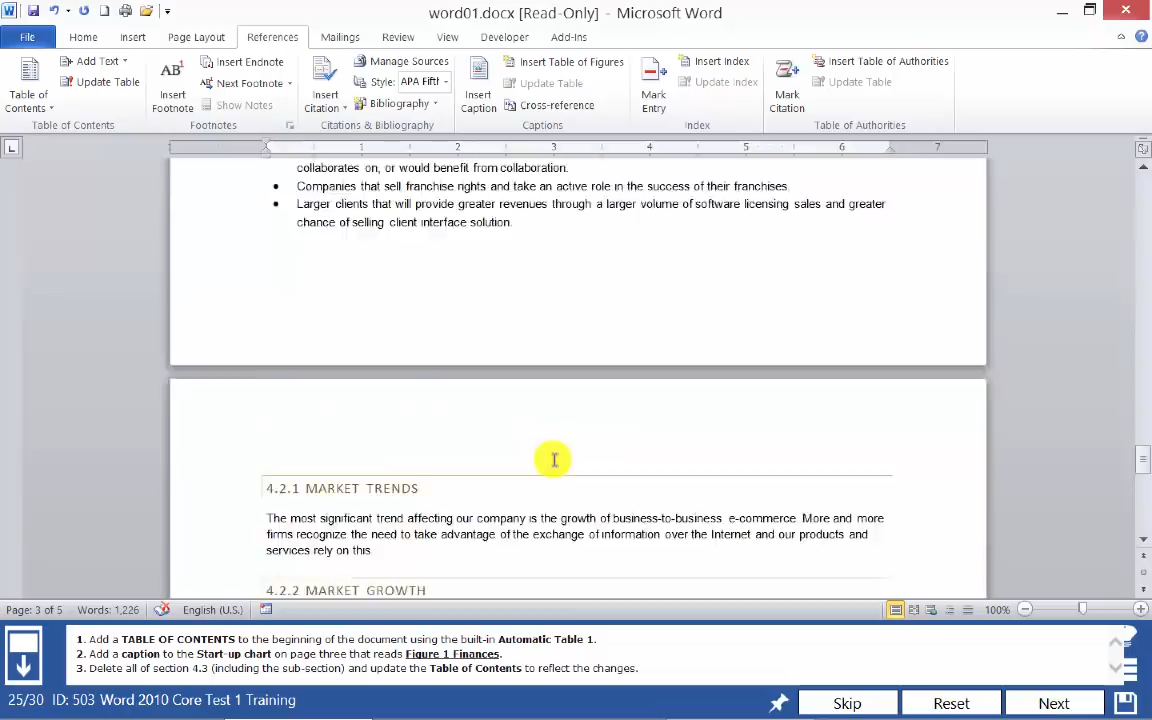 word01.docx [Read-Only] - Microsoft Word
File Home Insert Page Layout References Mailings Review View Developer Add-Ins
Table of Contents
Add Text
Update Table
Table of Contents
AB1
Insert Footnote
Insert Endnote
AB1 Next Footnote
Show Notes
Footnotes
Insert Citation
Manage Sources
Style: APA Fifth
Bibliography
Citations & Bibliography
Insert Caption
Insert Table of Figures
Update Table
Cross-reference
Captions
Mark Entry
Insert Index
Update Index
Index
Mark Citation
Insert Table of Authorities
Update Table
Table of Authorities
1 2 3 4 5 6 7
collaborates on, or would benefit from collaboration.
• Companies that sell franchise rights and take an active role in the success of their franchises.
• Larger clients that will provide greater revenues through a larger volume of software licensing sales and greater
chance of selling client interface solution.
4.2.1 MARKET TRENDS
The most significant trend affecting our company is the growth of business-to-business e-commerce. More and more
firms recognize the need to take advantage of the exchange of information over the Internet and our products and
services rely on this
4.2.2 MARKET GROWTH
Page: 3 of 5 Words: 1,226 English (U.S.) 100%
1. Add a TABLE OF CONTENTS to the beginning of the document using the built-in Automatic Table 1.
2. Add a caption to the Start-up chart on page three that reads Figure 1 Finances.
3. Delete all of section 4.3 (including the sub-section) and update the Table of Contents to reflect the changes.
25/30 ID: 503 Word 2010 Core Test 1 Training Skip Reset Next